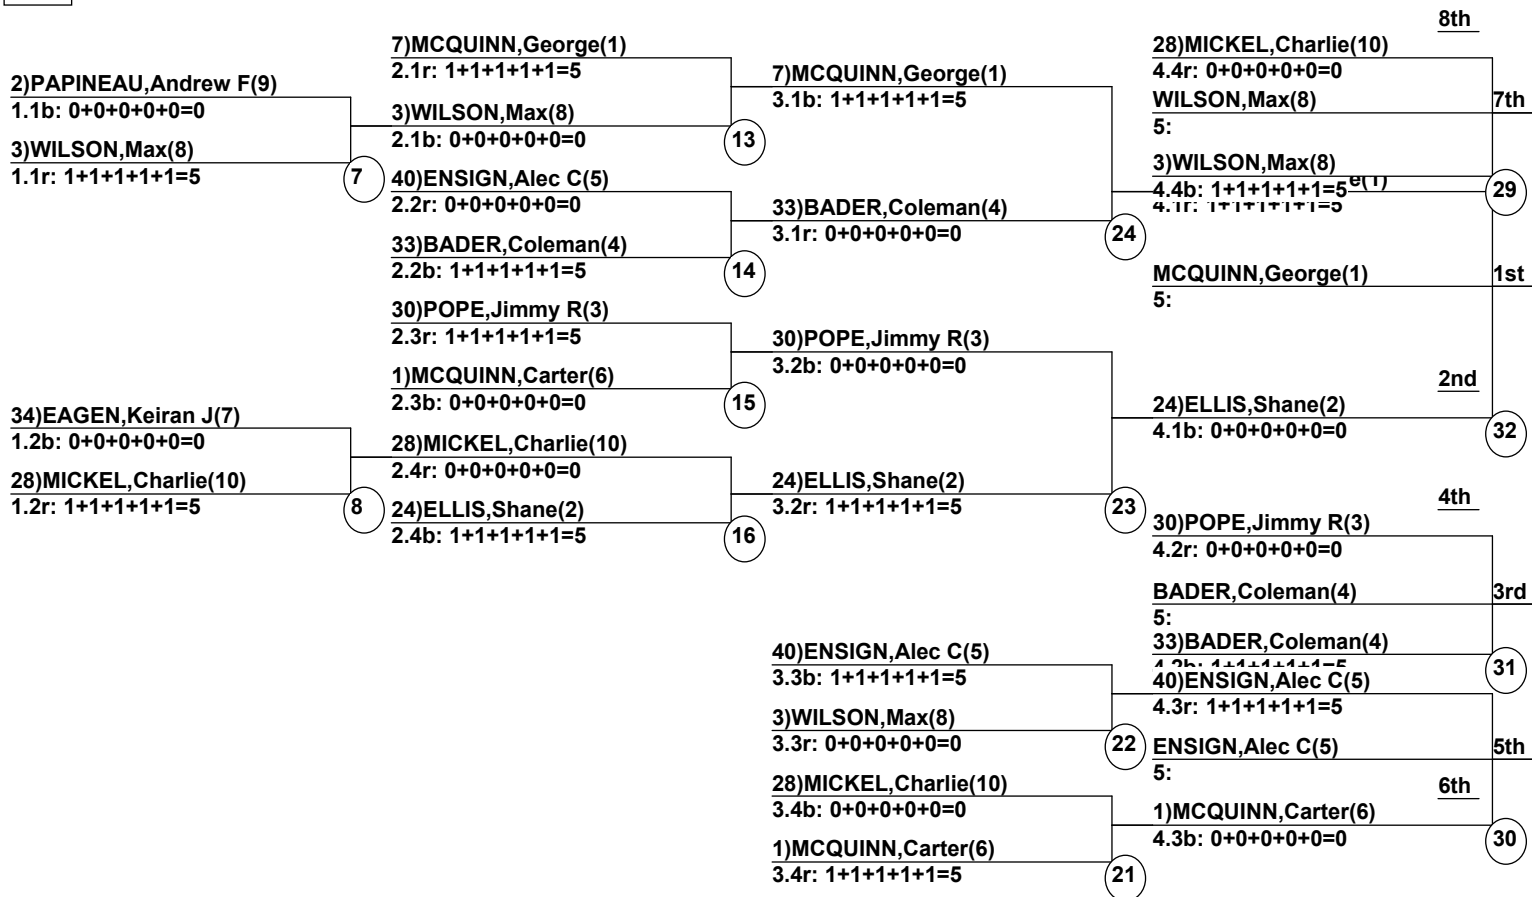 2)PAPINEAU,Andrew F(9)
1.1b: 0+0+0+0+0=0
3)WILSON,Max(8)
1.1r: 1+1+1+1+1=5
7
34)EAGEN,Keiran J(7)
1.2b: 0+0+0+0+0=0
28)MICKEL,Charlie(10)
1.2r: 1+1+1+1+1=5
8
7)MCQUINN,George(1)
2.1r: 1+1+1+1+1=5
3)WILSON,Max(8)
2.1b: 0+0+0+0+0=0
13
40)ENSIGN,Alec C(5)
2.2r: 0+0+0+0+0=0
33)BADER,Coleman(4)
2.2b: 1+1+1+1+1=5
14
30)POPE,Jimmy R(3)
2.3r: 1+1+1+1+1=5
1)MCQUINN,Carter(6)
2.3b: 0+0+0+0+0=0
15
28)MICKEL,Charlie(10)
2.4r: 0+0+0+0+0=0
24)ELLIS,Shane(2)
2.4b: 1+1+1+1+1=5
16
7)MCQUINN,George(1)
3.1b: 1+1+1+1+1=5
33)BADER,Coleman(4)
3.1r: 0+0+0+0+0=0
24
30)POPE,Jimmy R(3)
3.2b: 0+0+0+0+0=0
24)ELLIS,Shane(2)
3.2r: 1+1+1+1+1=5
23
40)ENSIGN,Alec C(5)
3.3b: 1+1+1+1+1=5
3)WILSON,Max(8)
3.3r: 0+0+0+0+0=0
22
28)MICKEL,Charlie(10)
3.4b: 0+0+0+0+0=0
1)MCQUINN,Carter(6)
3.4r: 1+1+1+1+1=5
21
8th
28)MICKEL,Charlie(10)
4.4r: 0+0+0+0+0=0
WILSON,Max(8) 7th
5:
3)WILSON,Max(8)
4.4b: 1+1+1+1+1=5 e(1)
29
4.1r: 1+1+1+1+1=5
MCQUINN,George(1) 1st
5:
2nd
24)ELLIS,Shane(2)
4.1b: 0+0+0+0+0=0
32
4th
30)POPE,Jimmy R(3)
4.2r: 0+0+0+0+0=0
BADER,Coleman(4) 3rd
5:
33)BADER,Coleman(4)
4.2b: 1+1+1+1+1=5
31
40)ENSIGN,Alec C(5)
4.3r: 1+1+1+1+1=5
ENSIGN,Alec C(5) 5th
5:
6th
1)MCQUINN,Carter(6)
4.3b: 0+0+0+0+0=0
30